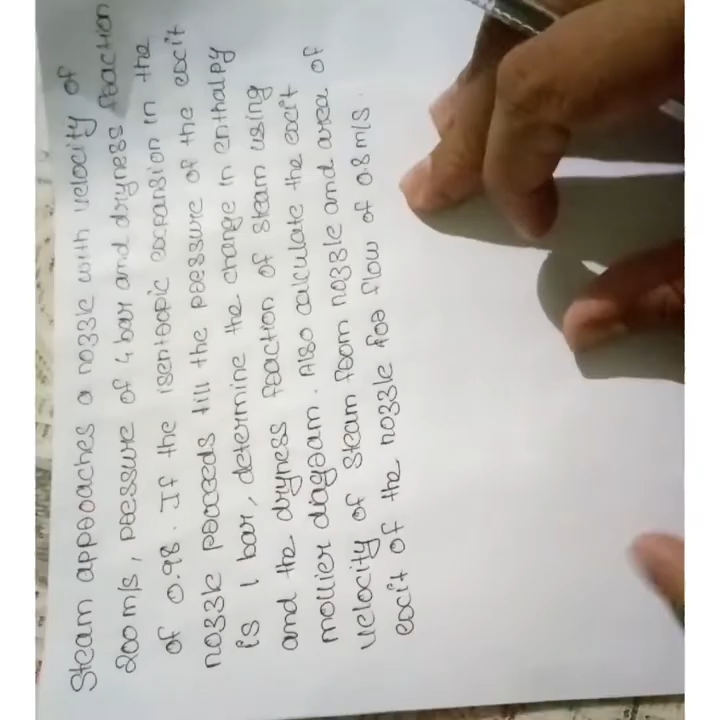 Steam approaches a nozzle with velocity of
200 m/s, pressure of 4 bar and dryness fraction
of 0.98. If the isentropic expansion in the
nozzle proceeds till the pressure of the exit
is 1 bar, determine the change in enthalpy
and the dryness fraction of steam using
mollier diagram. Also calculate the exit
velocity of steam from nozzle and area of
exit of the nozzle for flow of 0.8 m/s.